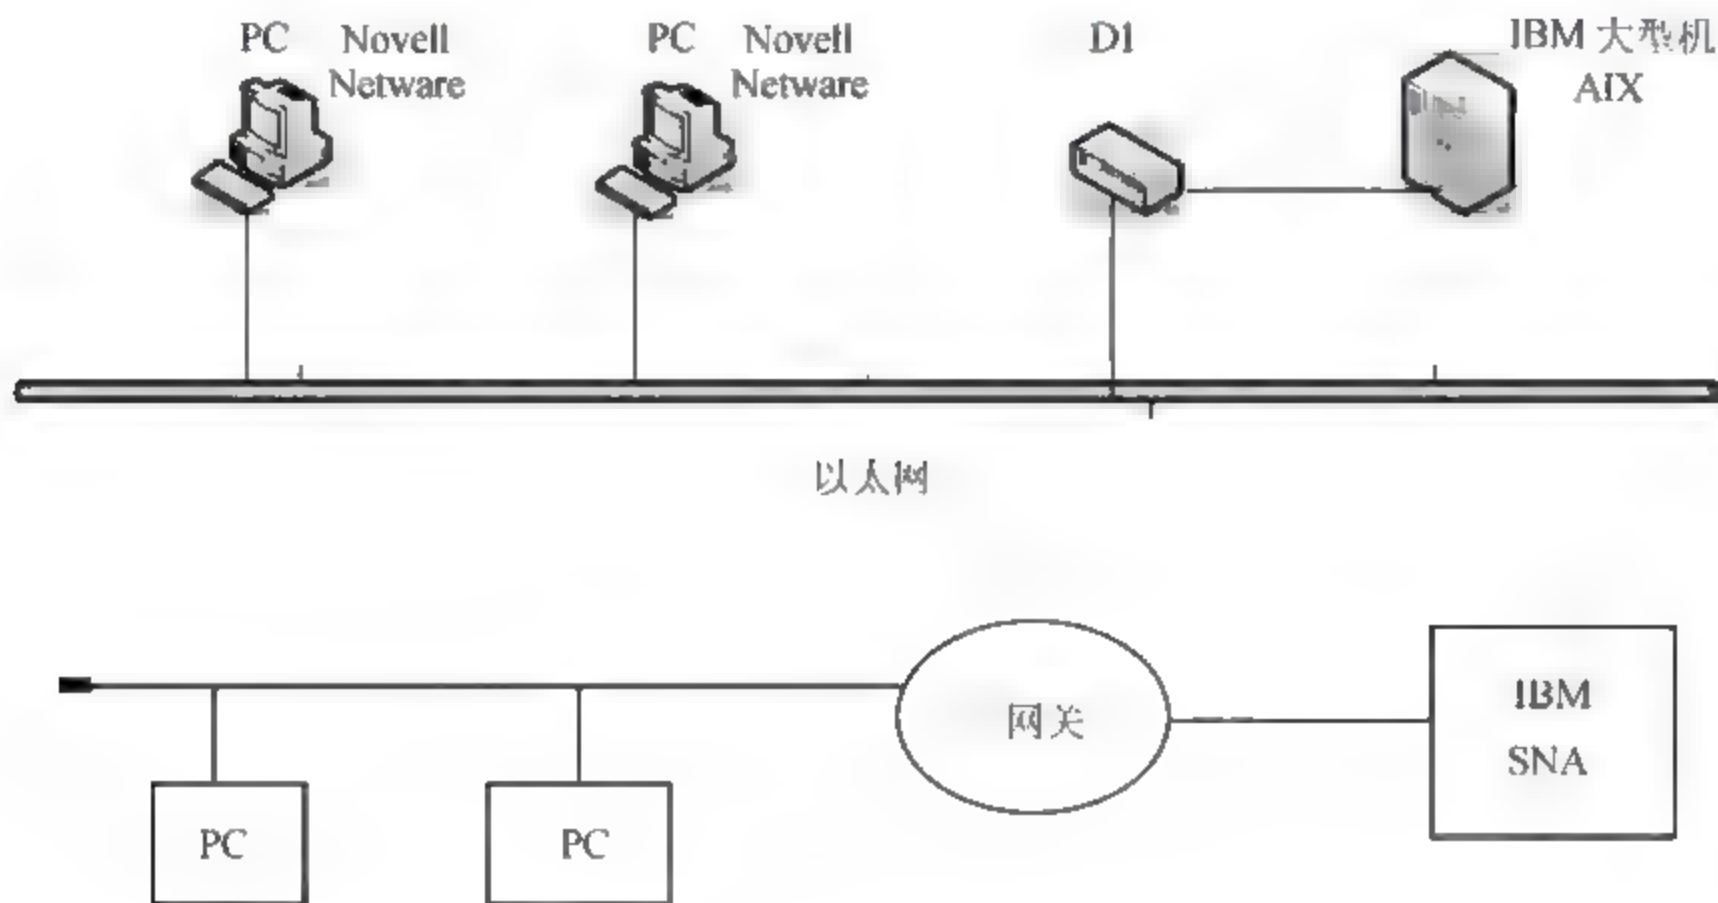 PC Novell
Netware
PC Novell
Netware
D1
IBM 大型机
AIX
以太网
网关
IBM
SNA
PC
PC